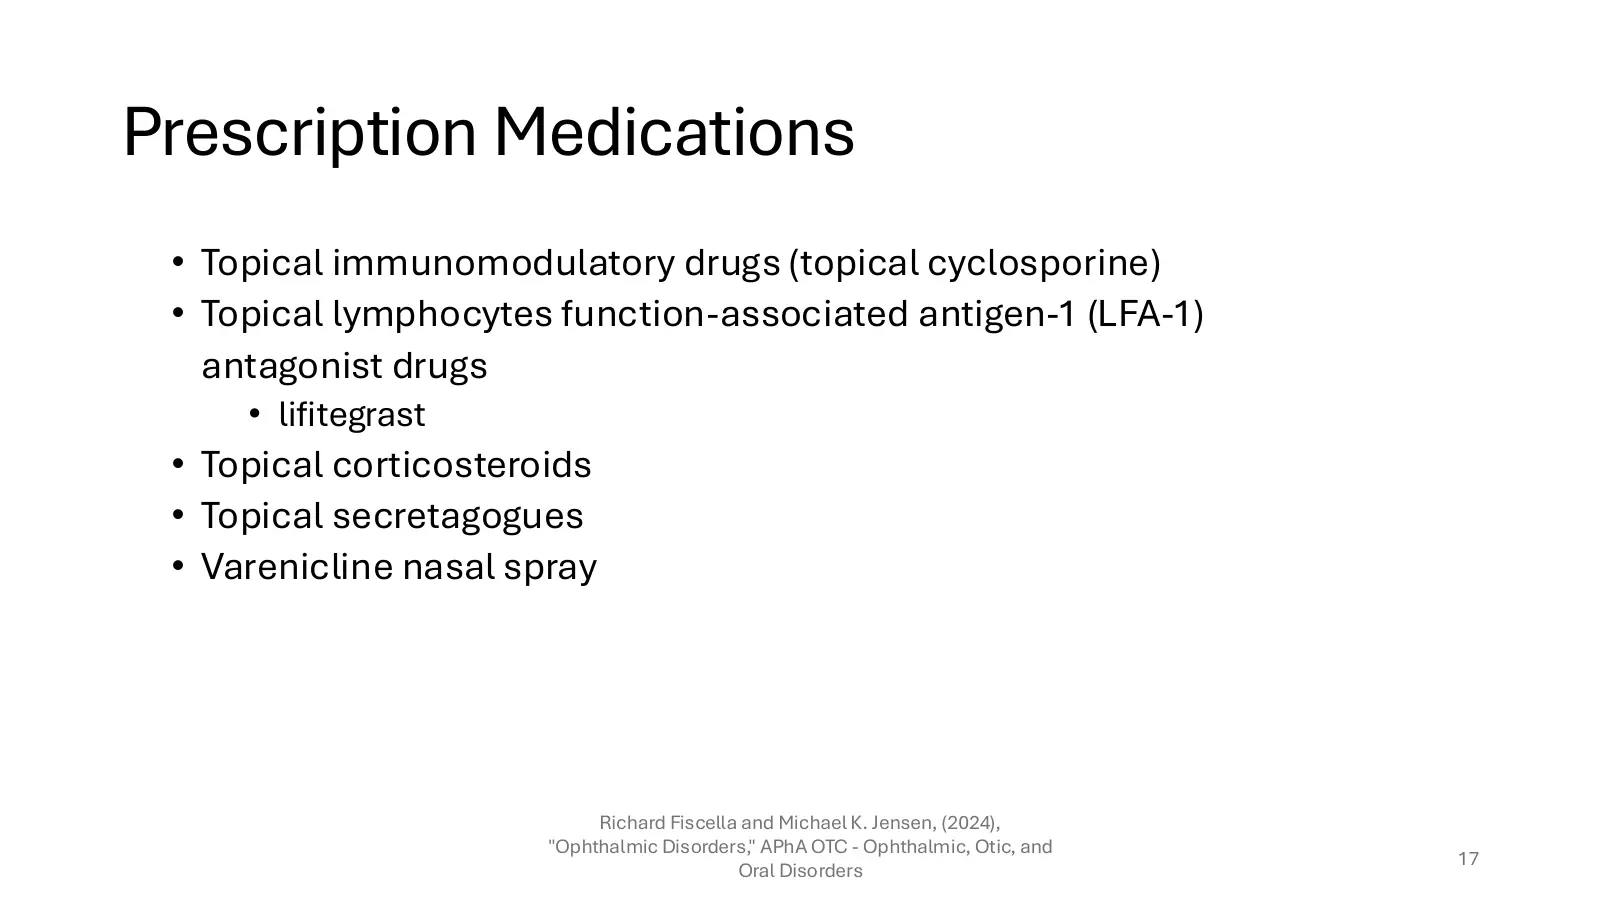 Prescription Medications
• Topical immunomodulatory drugs (topical cyclosporine)
• Topical lymphocytes function-associated antigen-1 (LFA-1)
antagonist drugs
• lifitegrast
• Topical corticosteroids
• Topical secretagogues
• Varenicline nasal spray
Richard Fiscella and Michael K. Jensen, (2024),
"Ophthalmic Disorders," APhA OTC - Ophthalmic, Otic, and
Oral Disorders
17